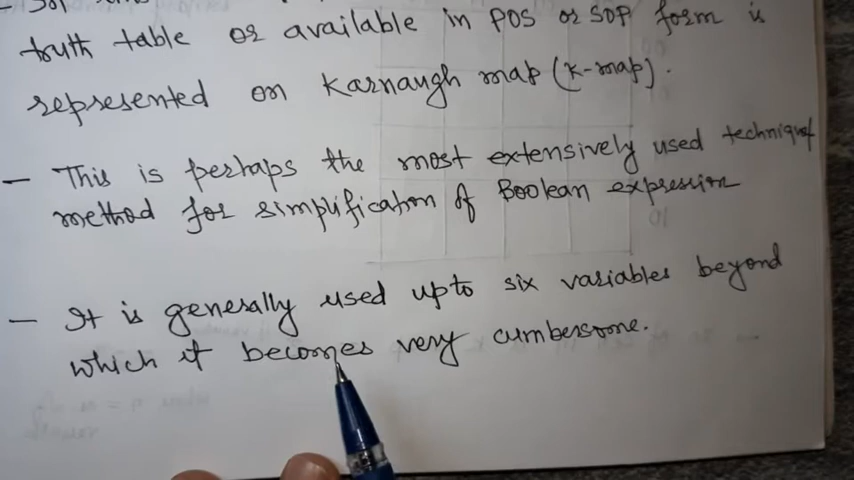 truth table or available in POS or SOP form is
represented on Karnaugh map (K-map).
- This is perhaps the most extensively used technique/
method for simplification of Boolean expression
- It is generally used upto six variables beyond
which it becomes very cumbersome.